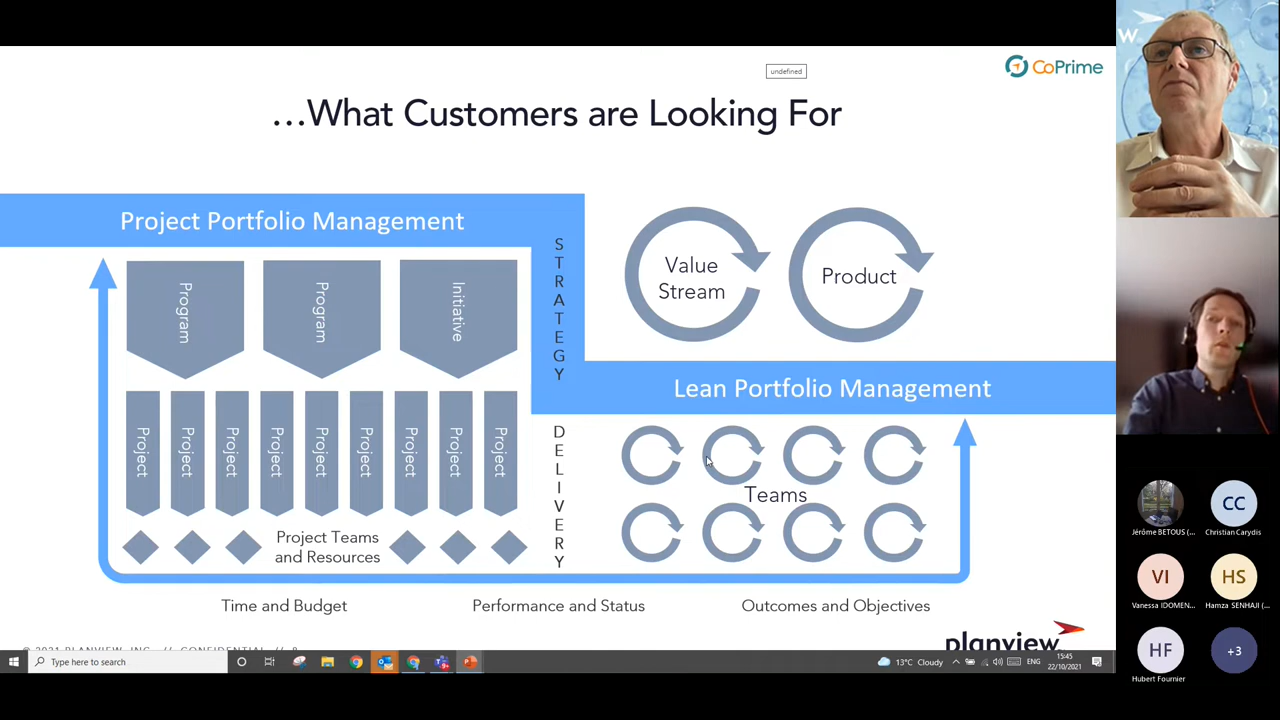 undefined
CoPrime
…What Customers are Looking For
Project Portfolio Management
STRATEGY
Value
Stream
Product
Program
Program
Initiative
Lean Portfolio Management
Project
Project
Project
Project
Project
Project
Project
Project
Project
DELIVERY
Teams
Project Teams
and Resources
Time and Budget
Performance and Status
Outcomes and Objectives
planview
© 2021 PLANVIEW, INC. // CONFIDENTIAL // 8
Type here to search
13°C Cloudy
ENG
15:45
22/10/2021
W
Jérôme BETOUS (...
CC
Christian Carydis
VI
Vanessa IDOMEN...
HS
Hamza SENHAJI (...
HF
Hubert Fournier
+3